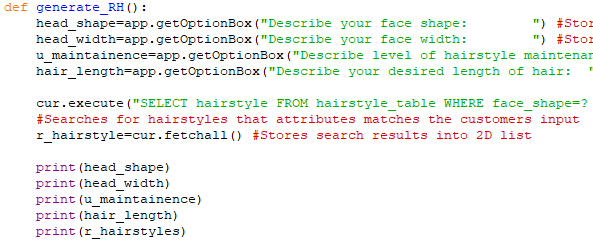 def generate_RH():
head_shape=app.getOptionBox("Describe your face shape:        ") #Stor
head_width=app.getOptionBox("Describe your face width:        ") #Stor
u_maintainence=app.getOptionBox("Describe level of hairstyle maintenan
hair_length=app.getOptionBox("Describe your desired length of hair:  "
cur.execute("SELECT hairstyle FROM hairstyle_table WHERE face_shape=?
#Searches for hairstyles that attributes matches the customers input
r_hairstyle=cur.fetchall() #Stores search results into 2D list
print(head_shape)
print(head_width)
print(u_maintainence)
print(hair_length)
print(r_hairstyles)